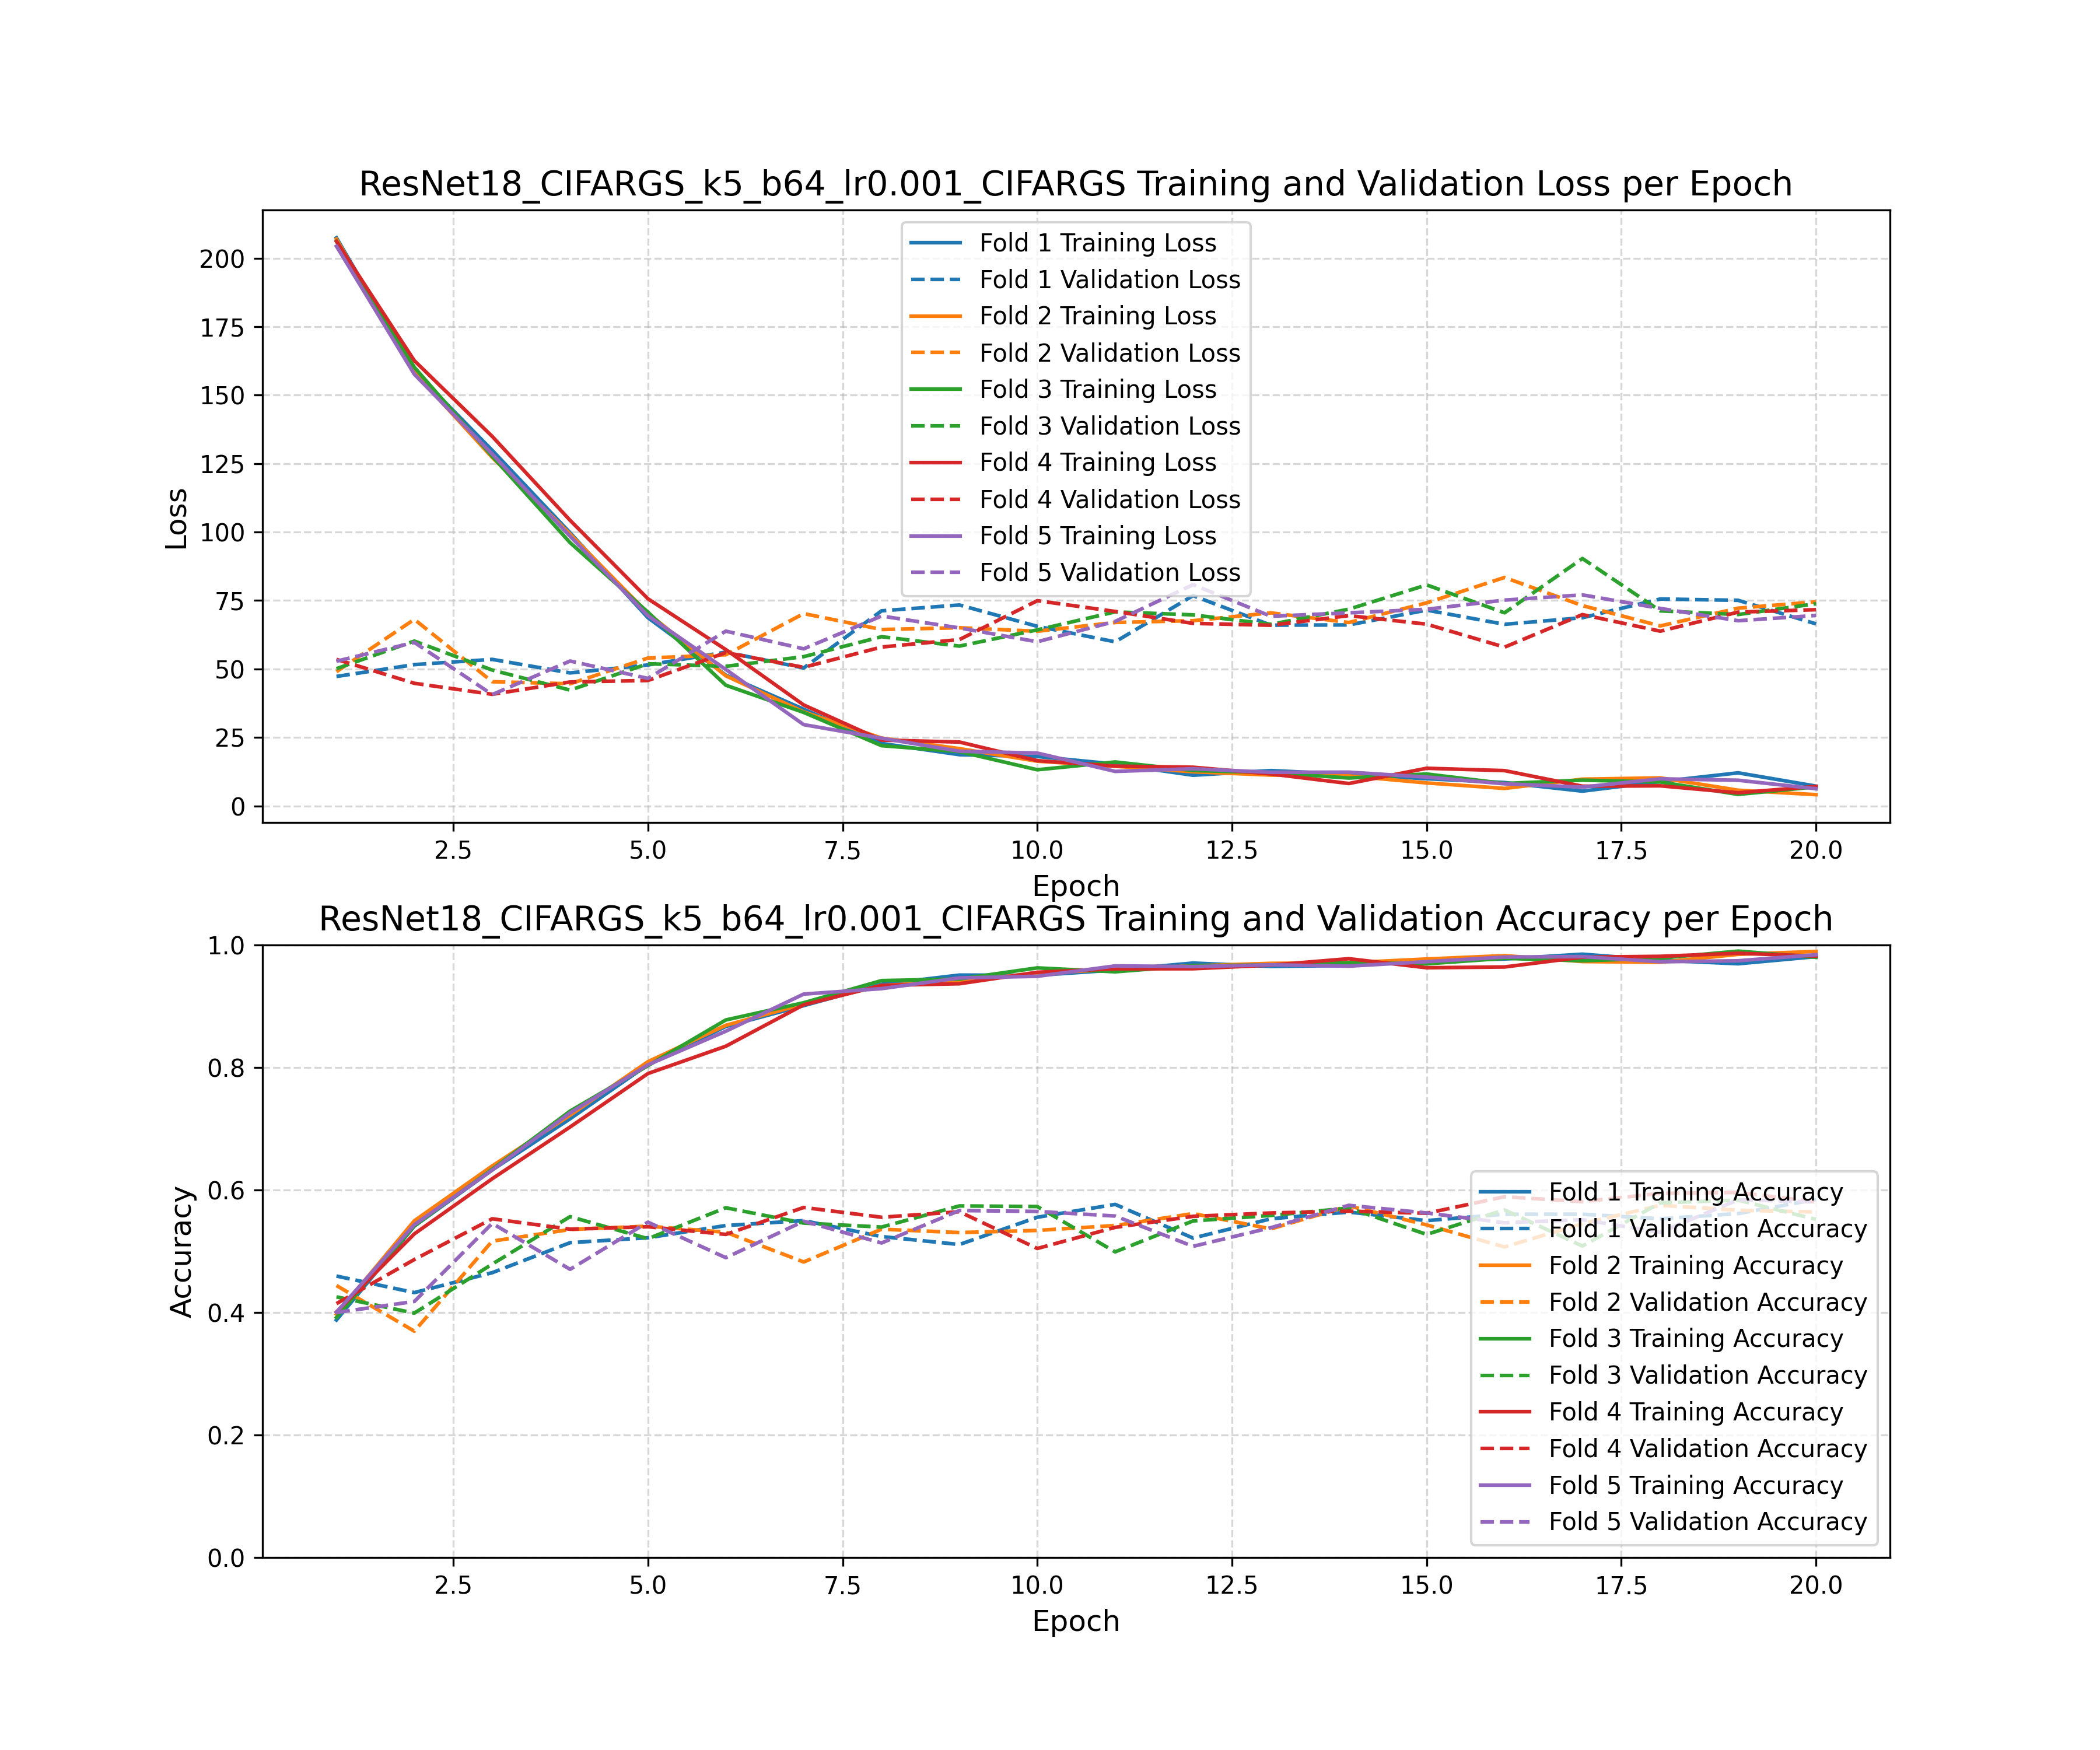 ResNet18_CIFARGS_k5_b64_lr0.001_CIFARGS Training and Validation Loss per Epoch
Loss
200
175
150
125
100
75
50
25
0
Fold 1 Training Loss
Fold 1 Validation Loss
Fold 2 Training Loss
Fold 2 Validation Loss
Fold 3 Training Loss
Fold 3 Validation Loss
Fold 4 Training Loss
Fold 4 Validation Loss
Fold 5 Training Loss
Fold 5 Validation Loss
2.5 5.0 7.5 10.0 12.5 15.0 17.5 20.0
Epoch
ResNet18_CIFARGS_k5_b64_lr0.001_CIFARGS Training and Validation Accuracy per Epoch
Accuracy
1.0
0.8
0.6
0.4
0.2
0.0
Fold 1 Training Accuracy
Fold 1 Validation Accuracy
Fold 2 Training Accuracy
Fold 2 Validation Accuracy
Fold 3 Training Accuracy
Fold 3 Validation Accuracy
Fold 4 Training Accuracy
Fold 4 Validation Accuracy
Fold 5 Training Accuracy
Fold 5 Validation Accuracy
2.5 5.0 7.5 10.0 12.5 15.0 17.5 20.0
Epoch